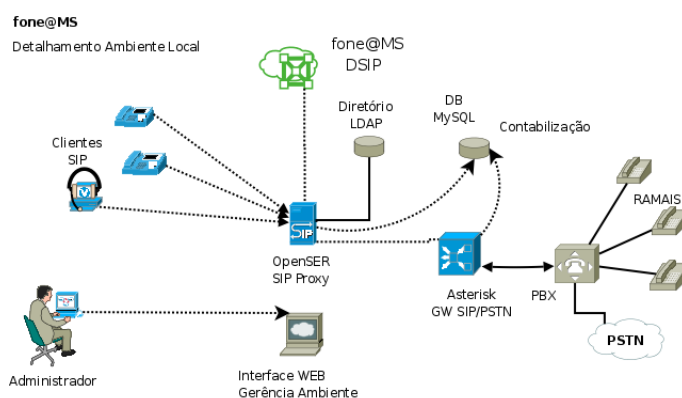 fone@MS
Detalhamento Ambiente Local
fone@MS
DSIP
Diretório
LDAP
DB
MySQL
Contabilização
Clientes
SIP
RAMAIS
SIP
OpenSER
SIP Proxy
Asterisk
GW SIP/PSTN
PBX
PSTN
Administrador
Interface WEB
Gerência Ambiente